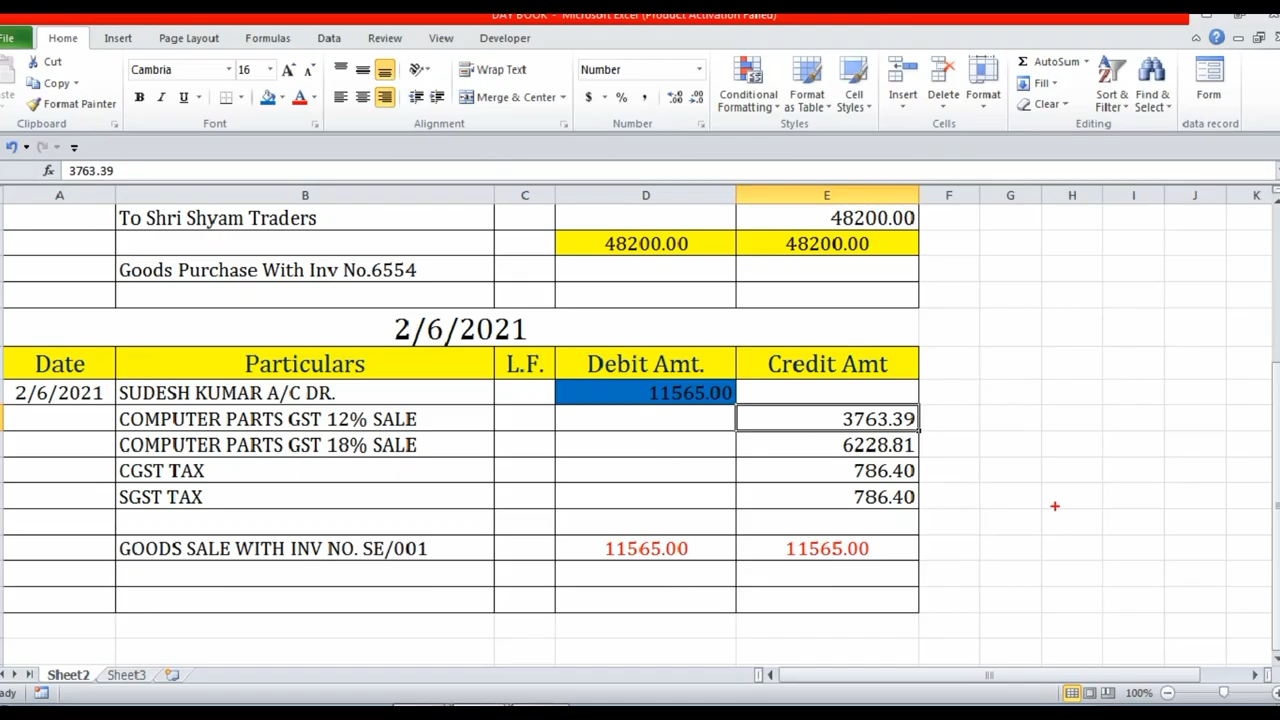 DAY BOOK - Microsoft Excel (Product Activation Failed)
File Home Insert Page Layout Formulas Data Review View Developer
Cut
Copy
Format Painter
Clipboard
Cambria 16 A A
B I U A
Font
Wrap Text
Merge & Center
Alignment
Number
$ % ,
Number
Conditional Formatting
Format as Table
Cell Styles
Styles
Insert Delete Format
Cells
Σ AutoSum
Fill
Clear
Sort & Filter
Find & Select
Editing
Form
data record
fx 3763.39
A B C D E F G H I J K
To Shri Shyam Traders 48200.00
48200.00 48200.00
Goods Purchase With Inv No.6554
2/6/2021
Date Particulars L.F. Debit Amt. Credit Amt
2/6/2021 SUDESH KUMAR A/C DR. 11565.00
COMPUTER PARTS GST 12% SALE 3763.39
COMPUTER PARTS GST 18% SALE 6228.81
CGST TAX 786.40
SGST TAX 786.40
GOODS SALE WITH INV NO. SE/001 11565.00 11565.00
Sheet2 Sheet3
100%